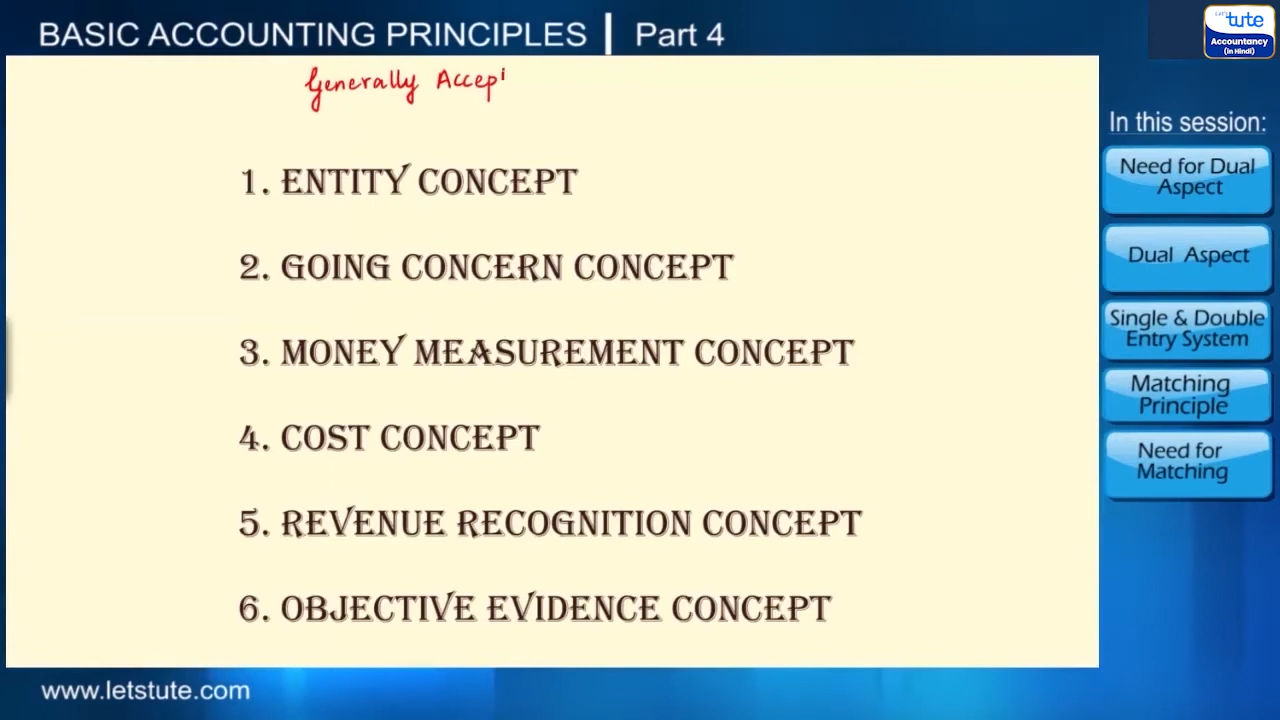 BASIC ACCOUNTING PRINCIPLES | Part 4
Let's
tute
Accountancy
(In Hindi)
Generally Accep
1. ENTITY CONCEPT
2. GOING CONCERN CONCEPT
3. MONEY MEASUREMENT CONCEPT
4. COST CONCEPT
5. REVENUE RECOGNITION CONCEPT
6. OBJECTIVE EVIDENCE CONCEPT
In this session:
Need for Dual
Aspect
Dual Aspect
Single & Double
Entry System
Matching
Principle
Need for
Matching
www.letstute.com